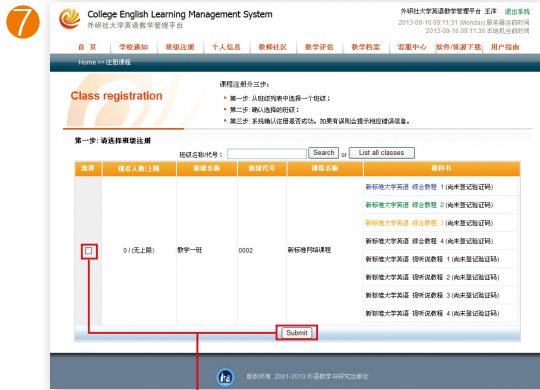 7
College English Learning Management System
外研社大学英语教学管理平台
外研社大学英语教学管理平台 王洋 退出系统
2013-09-16 09:11:31 (Monday) 服务器当前时间
2013-09-16 09:11:36 本地机当前时间
首 页 学校通知 班级注册 个人信息 教师社区 教学评估 教学档案 客服中心 软件/资源下载 用户指南
Home >> 注册课程
Class registration
课程注册分三步:
第一步: 从班级列表中选择一个班级;
第二步: 确认选择的班级;
第三步: 系统确认注册是否成功。如果有误则会提示相应错误信息。
第一步: 请选择班级注册
班级名称/代号: Search or List all classes
选择 现有人数/上限 班级名称 班级代号 课程名称 教科书
新标准大学英语 综合教程 1 (尚未登记验证码)
新标准大学英语 综合教程 2 (尚未登记验证码)
新标准大学英语 综合教程 3 (尚未登记验证码)
新标准大学英语 综合教程 4 (尚未登记验证码)
0 / (无上限) 教学一班 0002 新标准网络课程
新标准大学英语 视听说教程 1 (尚未登记验证码)
新标准大学英语 视听说教程 2 (尚未登记验证码)
新标准大学英语 视听说教程 3 (尚未登记验证码)
新标准大学英语 视听说教程 4 (尚未登记验证码)
Submit
版权所有 2001-2013 外语教学与研究出版社